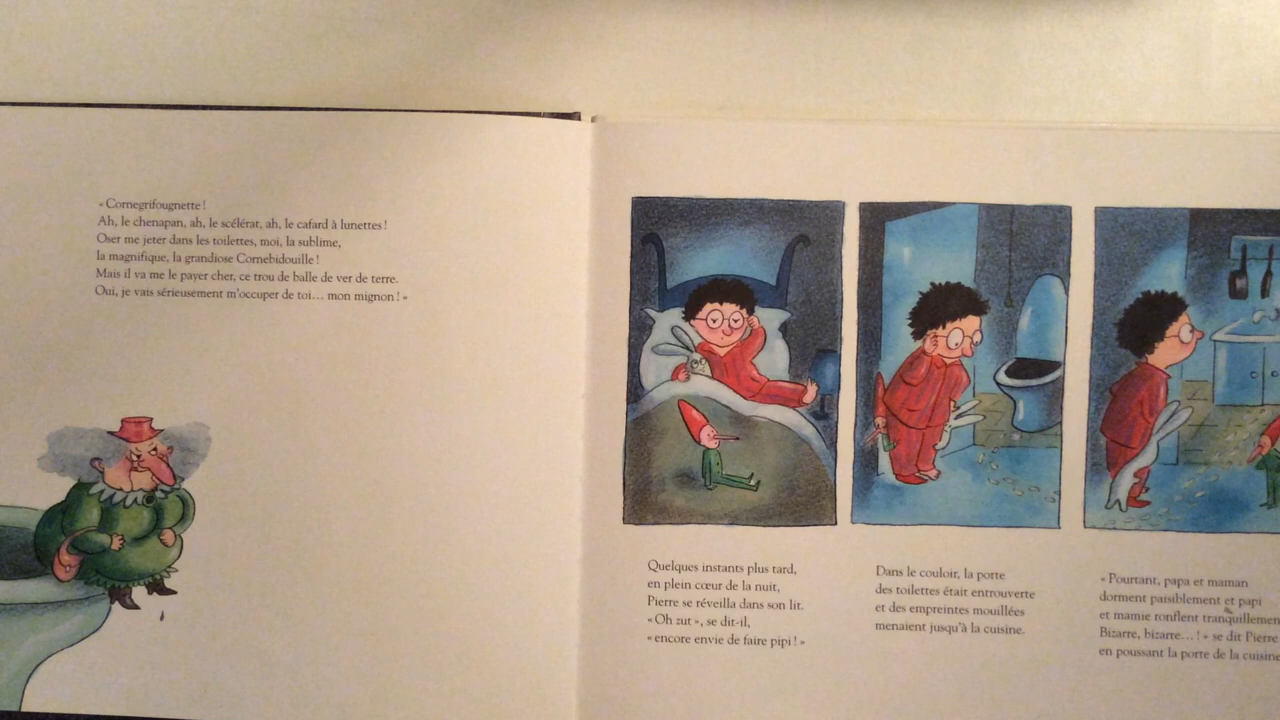 « Cornegrifougnette !
Ah, le chenapan, ah, le scélérat, ah, le cafard à lunettes !
Oser me jeter dans les toilettes, moi, la sublime,
la magnifique, la grandiose Cornebidouille !
Mais il va me le payer cher, ce trou de balle de ver de terre.
Oui, je vais sérieusement m'occuper de toi... mon mignon ! »
Quelques instants plus tard,
en plein cœur de la nuit,
Pierre se réveilla dans son lit.
« Oh zut », se dit-il,
« encore envie de faire pipi ! »
Dans le couloir, la porte
des toilettes était entrouverte
et des empreintes mouillées
menaient jusqu'à la cuisine.
« Pourtant, papa et maman
dorment paisiblement et papi
et mamie ronflent tranquillemen
Bizarre, bizarre... ! » se dit Pierre
en poussant la porte de la cuisine